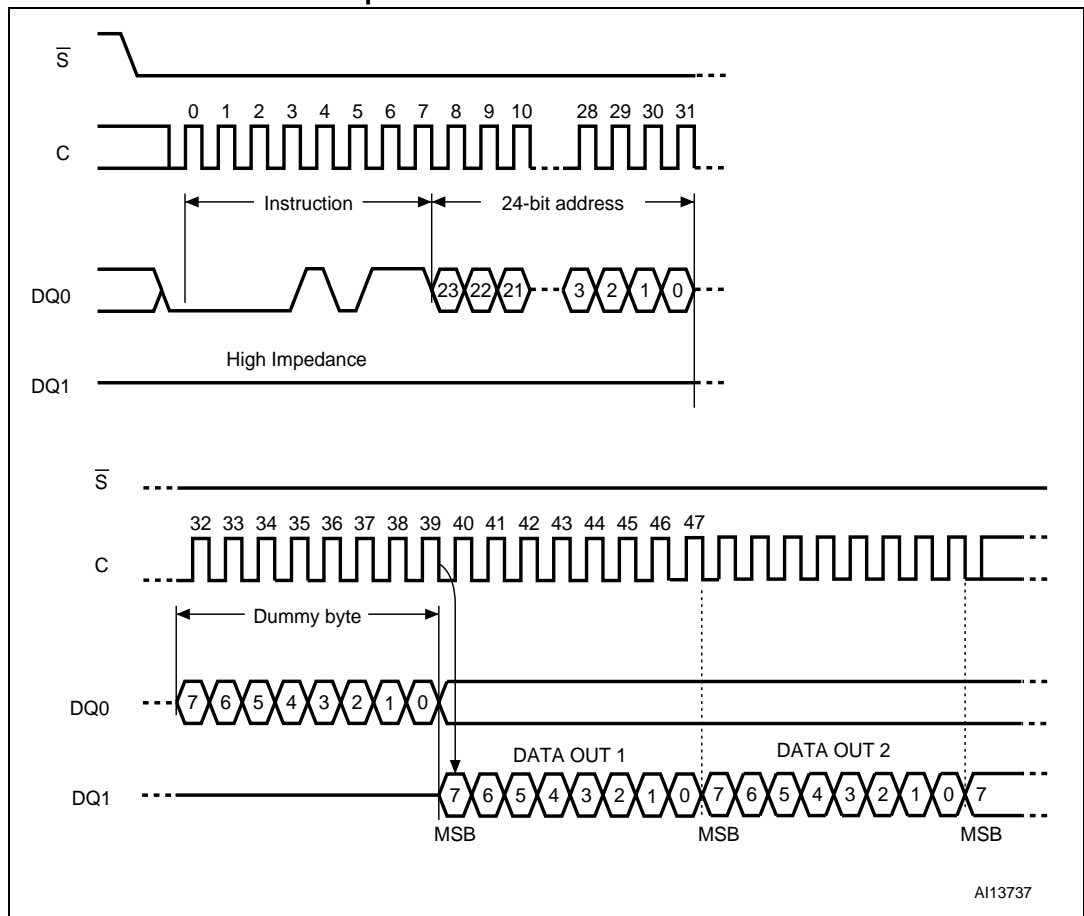 S̅
0 1 2 3 4 5 6 7 8 9 10 28 29 30 31
C
Instruction 24-bit address
DQ0 23 22 21 3 2 1 0
High Impedance
DQ1
S̅
32 33 34 35 36 37 38 39 40 41 42 43 44 45 46 47
C
Dummy byte
DQ0 7 6 5 4 3 2 1 0
DATA OUT 1 DATA OUT 2
DQ1 7 6 5 4 3 2 1 0 7 6 5 4 3 2 1 0 7
MSB MSB MSB
AI13737